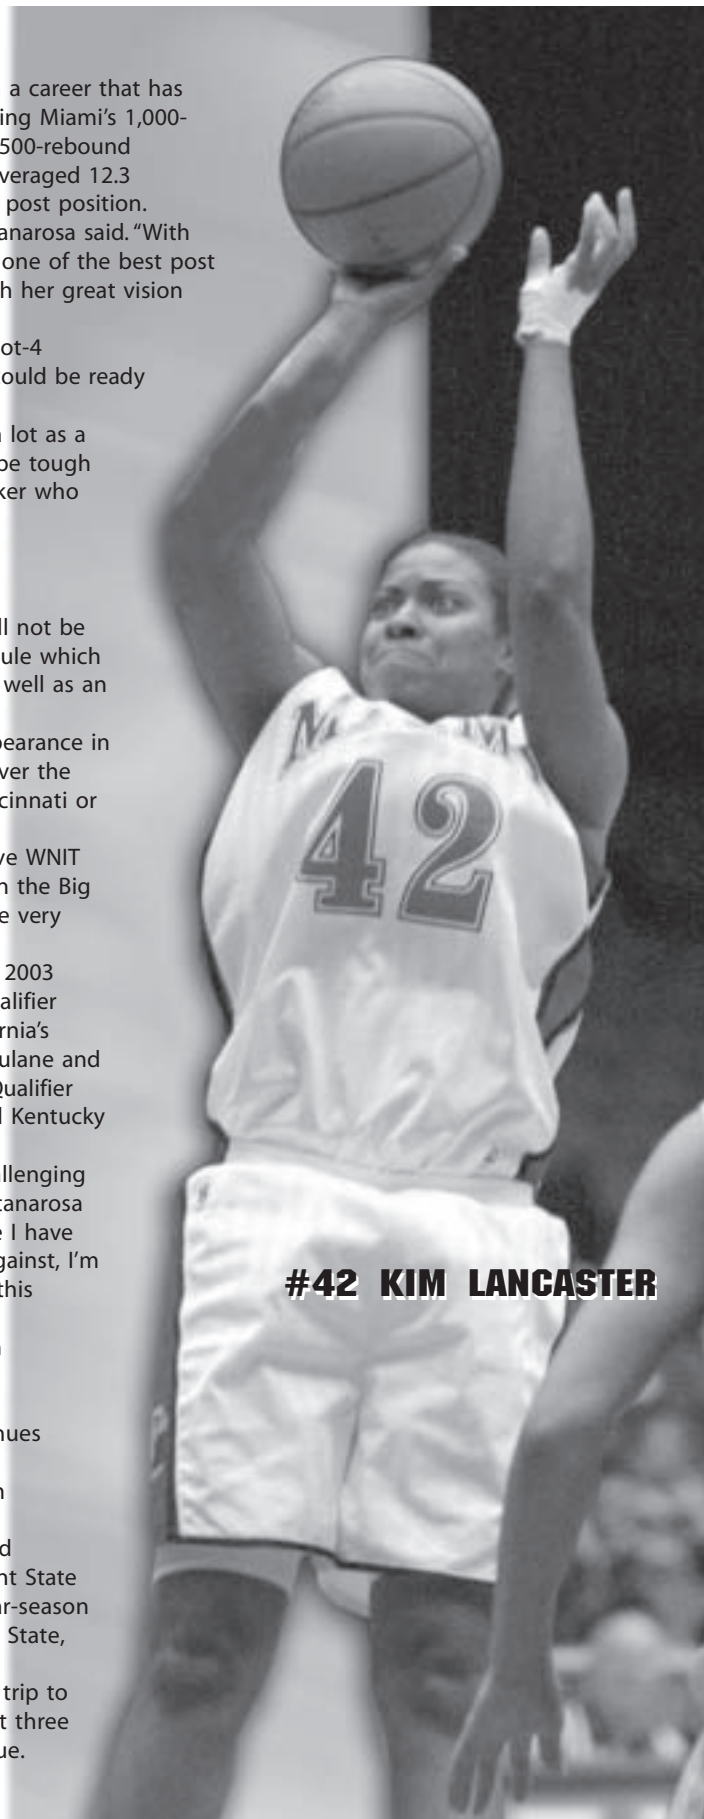 a career that has
ing Miami’s 1,000-
500-rebound
veraged 12.3
post position.
anarosa said. “With
one of the best post
h her great vision
ot-4
ould be ready
lot as a
be tough
ker who
ll not be
ule which
well as an
pearance in
ver the
cinnati or
ve WNIT
n the Big
e very
2003
alifier
rnia’s
ulane and
Qualifier
Kentucky
allenging
tanarosa
e I have
gainst, I’m
this
nues
d
nt State
ar-season
State,
trip to
t three
ue.
42
#42 KIM LANCASTER